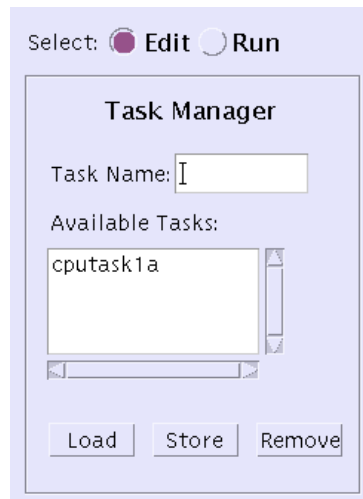 Select: Edit Run
Task Manager
Task Name:
Available Tasks:
cputask1a
Load Store Remove